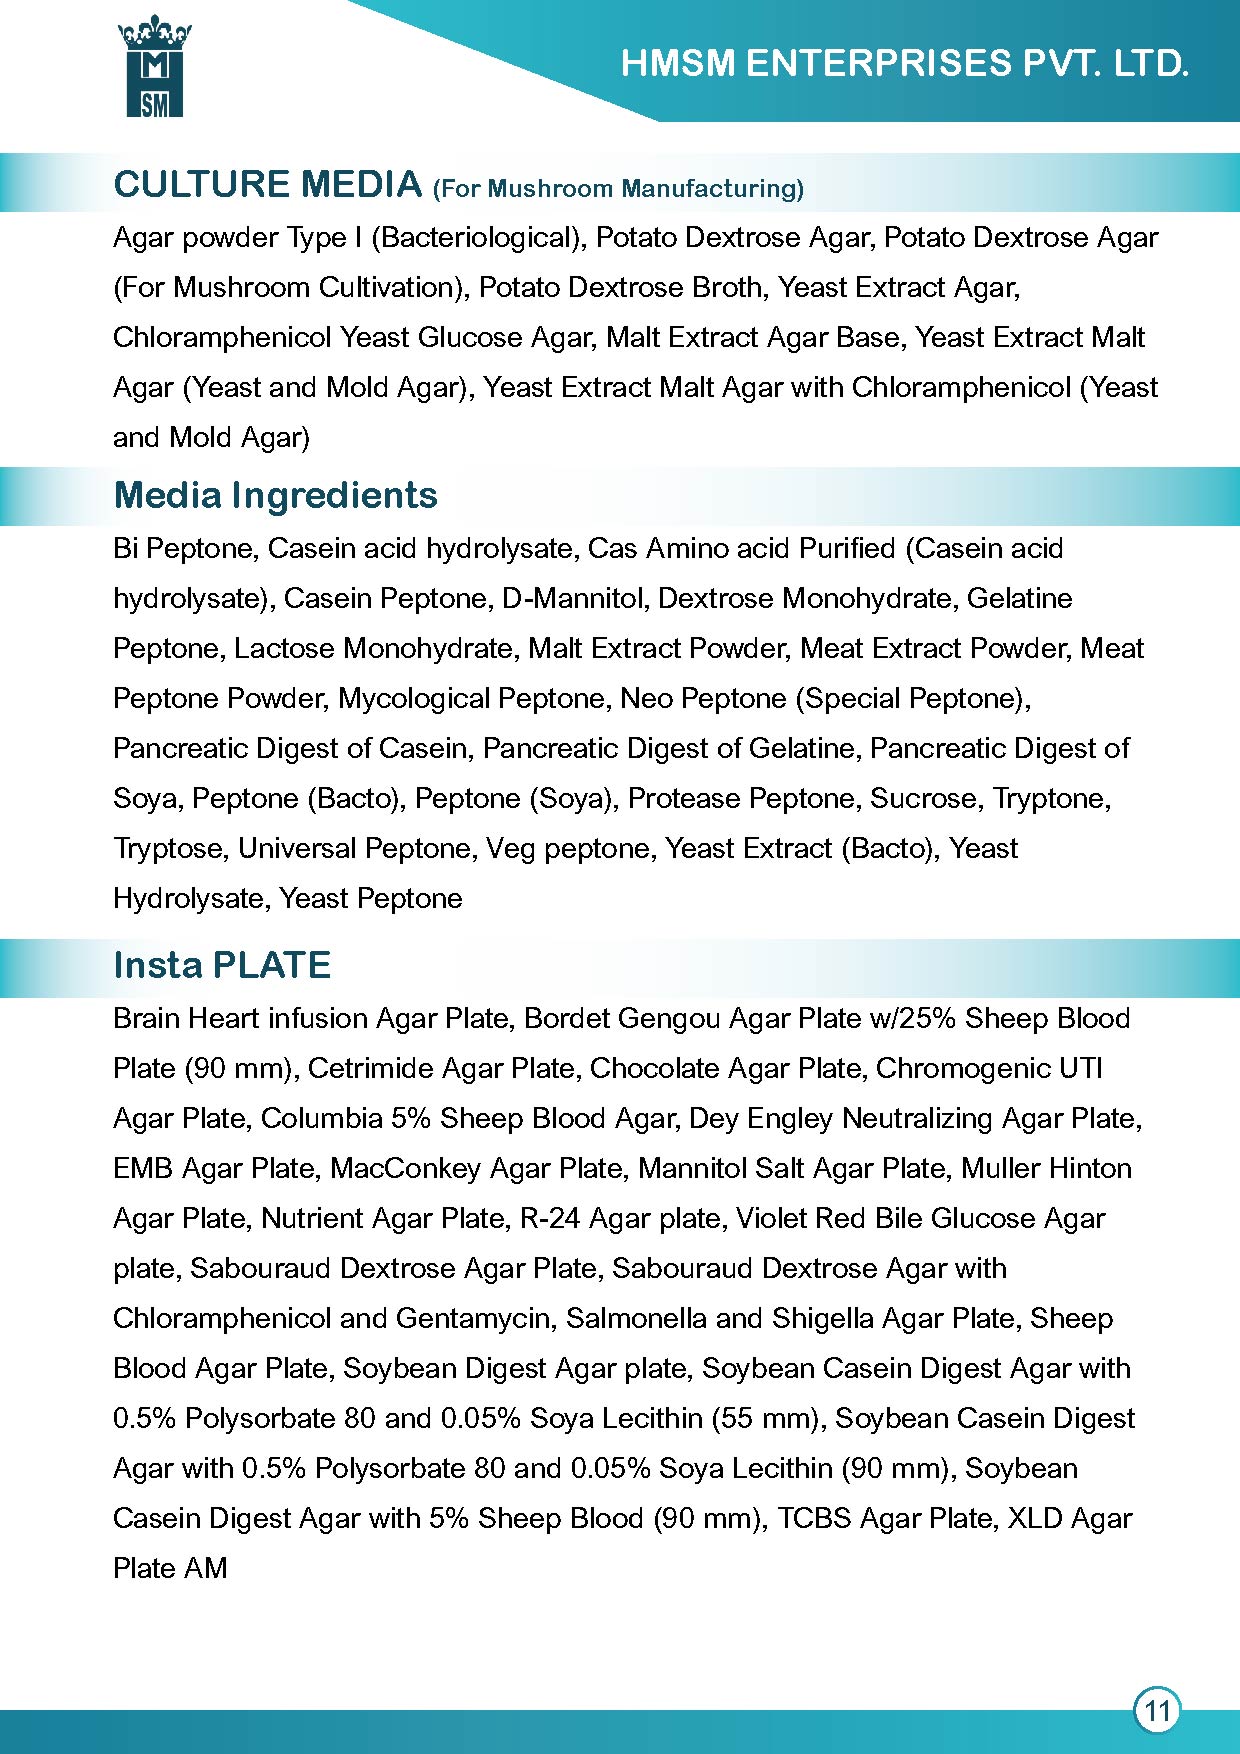 M
SM
HMSM ENTERPRISES PVT. LTD.
CULTURE MEDIA (For Mushroom Manufacturing)
Agar powder Type I (Bacteriological), Potato Dextrose Agar, Potato Dextrose Agar
(For Mushroom Cultivation), Potato Dextrose Broth, Yeast Extract Agar,
Chloramphenicol Yeast Glucose Agar, Malt Extract Agar Base, Yeast Extract Malt
Agar (Yeast and Mold Agar), Yeast Extract Malt Agar with Chloramphenicol (Yeast
and Mold Agar)
Media Ingredients
Bi Peptone, Casein acid hydrolysate, Cas Amino acid Purified (Casein acid
hydrolysate), Casein Peptone, D-Mannitol, Dextrose Monohydrate, Gelatine
Peptone, Lactose Monohydrate, Malt Extract Powder, Meat Extract Powder, Meat
Peptone Powder, Mycological Peptone, Neo Peptone (Special Peptone),
Pancreatic Digest of Casein, Pancreatic Digest of Gelatine, Pancreatic Digest of
Soya, Peptone (Bacto), Peptone (Soya), Protease Peptone, Sucrose, Tryptone,
Tryptose, Universal Peptone, Veg peptone, Yeast Extract (Bacto), Yeast
Hydrolysate, Yeast Peptone
Insta PLATE
Brain Heart infusion Agar Plate, Bordet Gengou Agar Plate w/25% Sheep Blood
Plate (90 mm), Cetrimide Agar Plate, Chocolate Agar Plate, Chromogenic UTI
Agar Plate, Columbia 5% Sheep Blood Agar, Dey Engley Neutralizing Agar Plate,
EMB Agar Plate, MacConkey Agar Plate, Mannitol Salt Agar Plate, Muller Hinton
Agar Plate, Nutrient Agar Plate, R-24 Agar plate, Violet Red Bile Glucose Agar
plate, Sabouraud Dextrose Agar Plate, Sabouraud Dextrose Agar with
Chloramphenicol and Gentamycin, Salmonella and Shigella Agar Plate, Sheep
Blood Agar Plate, Soybean Digest Agar plate, Soybean Casein Digest Agar with
0.5% Polysorbate 80 and 0.05% Soya Lecithin (55 mm), Soybean Casein Digest
Agar with 0.5% Polysorbate 80 and 0.05% Soya Lecithin (90 mm), Soybean
Casein Digest Agar with 5% Sheep Blood (90 mm), TCBS Agar Plate, XLD Agar
Plate AM
11